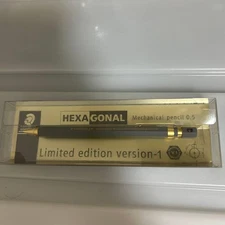 HEXAGONAL
Mechanical pencil 0.5
Limited edition version-1